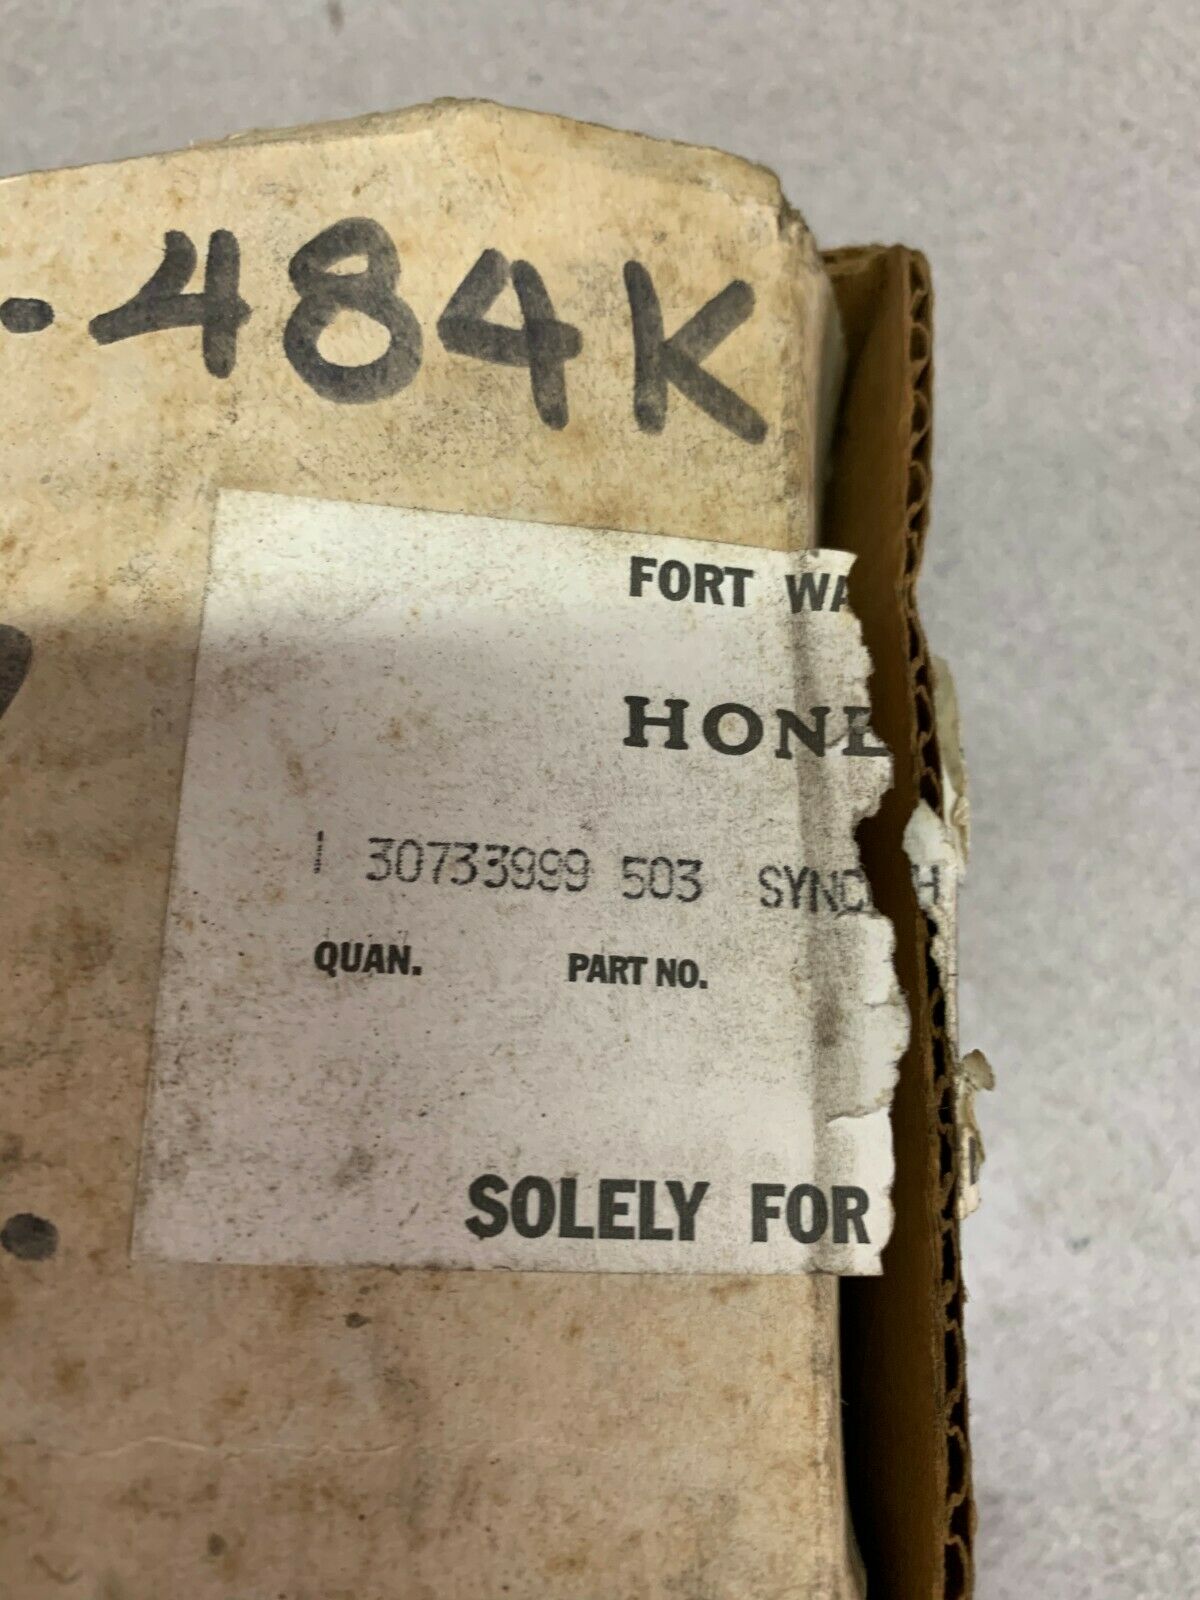 -484K
FORT WA
HONE
1 30733999 503 SYNC H
QUAN. PART NO.
SOLELY FOR